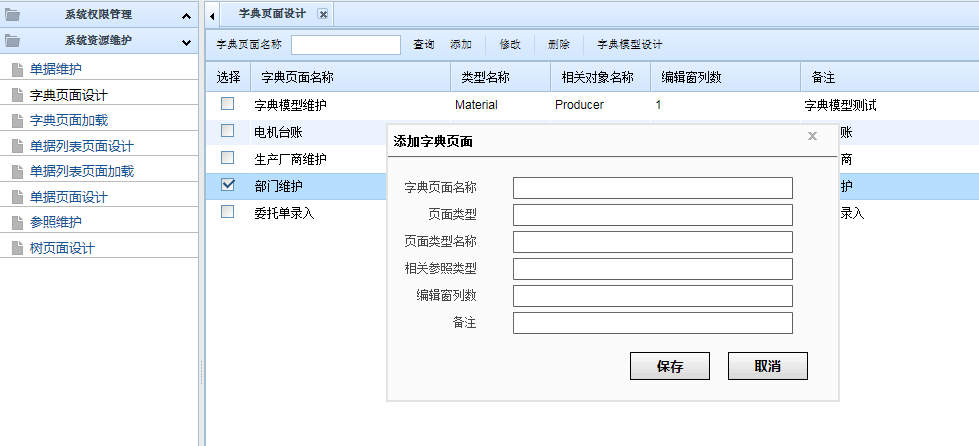 系统权限管理
系统资源维护
单据维护
字典页面设计
字典页面加载
单据列表页面设计
单据列表页面加载
单据页面设计
参照维护
树页面设计
字典页面设计
字典页面名称 查询 添加 修改 删除 字典模型设计
选择 字典页面名称 类型名称 相关对象名称 编辑窗列数 备注
字典模型维护 Material Producer 1 字典模型测试
电机台账 账
生产厂商维护 商
部门维护 护
委托单录入 录入
添加字典页面
字典页面名称
页面类型
页面类型名称
相关参照类型
编辑窗列数
备注
保存 取消